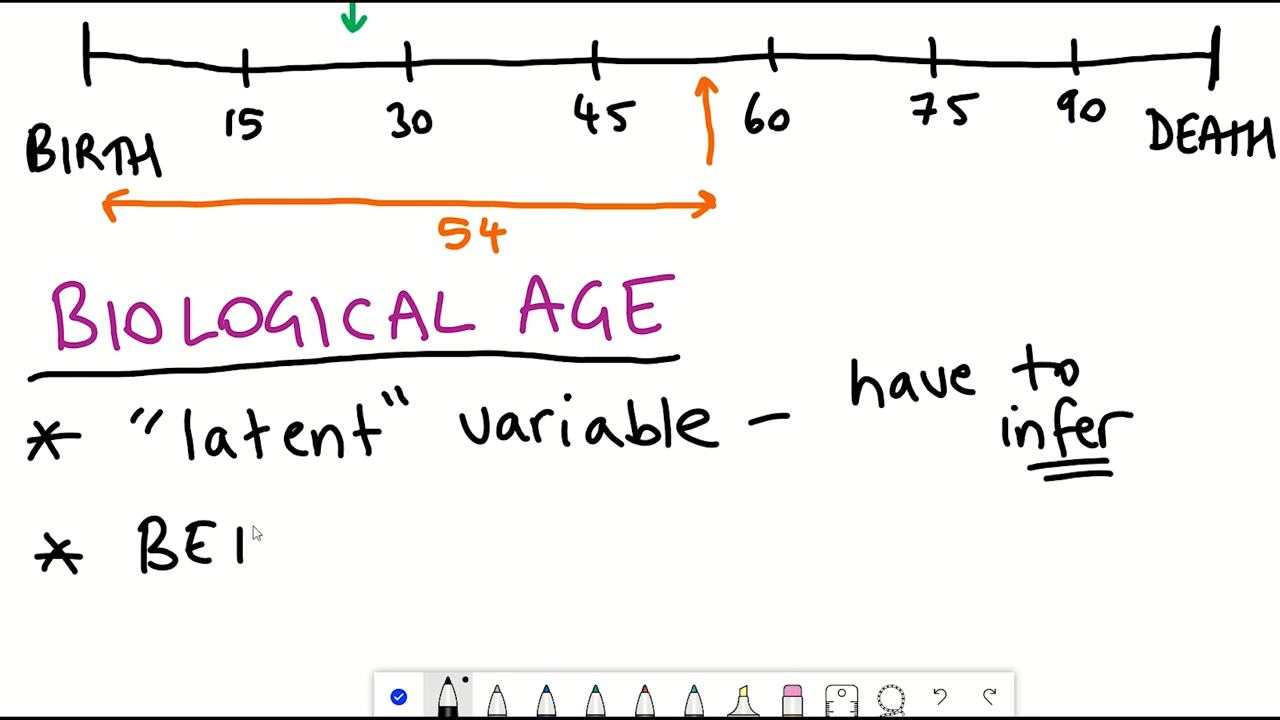 15 30 45 60 75 90
BIRTH DEATH
54
BIOLOGICAL AGE
* "latent" variable - have to
infer
* BEI